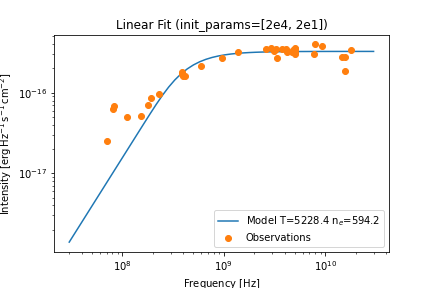 Linear Fit (init_params=[2e4, 2e1])
Intensity [erg Hz⁻¹ s⁻¹ cm⁻²]
10⁻¹⁶
10⁻¹⁷
Model T=5228.4 nₑ=594.2
Observations
10⁸
10⁹
10¹⁰
Frequency [Hz]